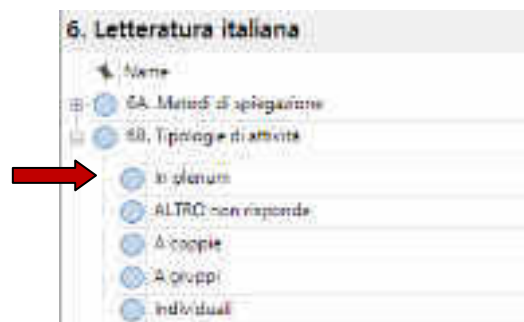 6. Letteratura italiana
Name
6A. Metodi di spiegazione
6B. Tipologie di attività
In plenum
ALTRO non risponde
A coppie
A gruppi
Individuali